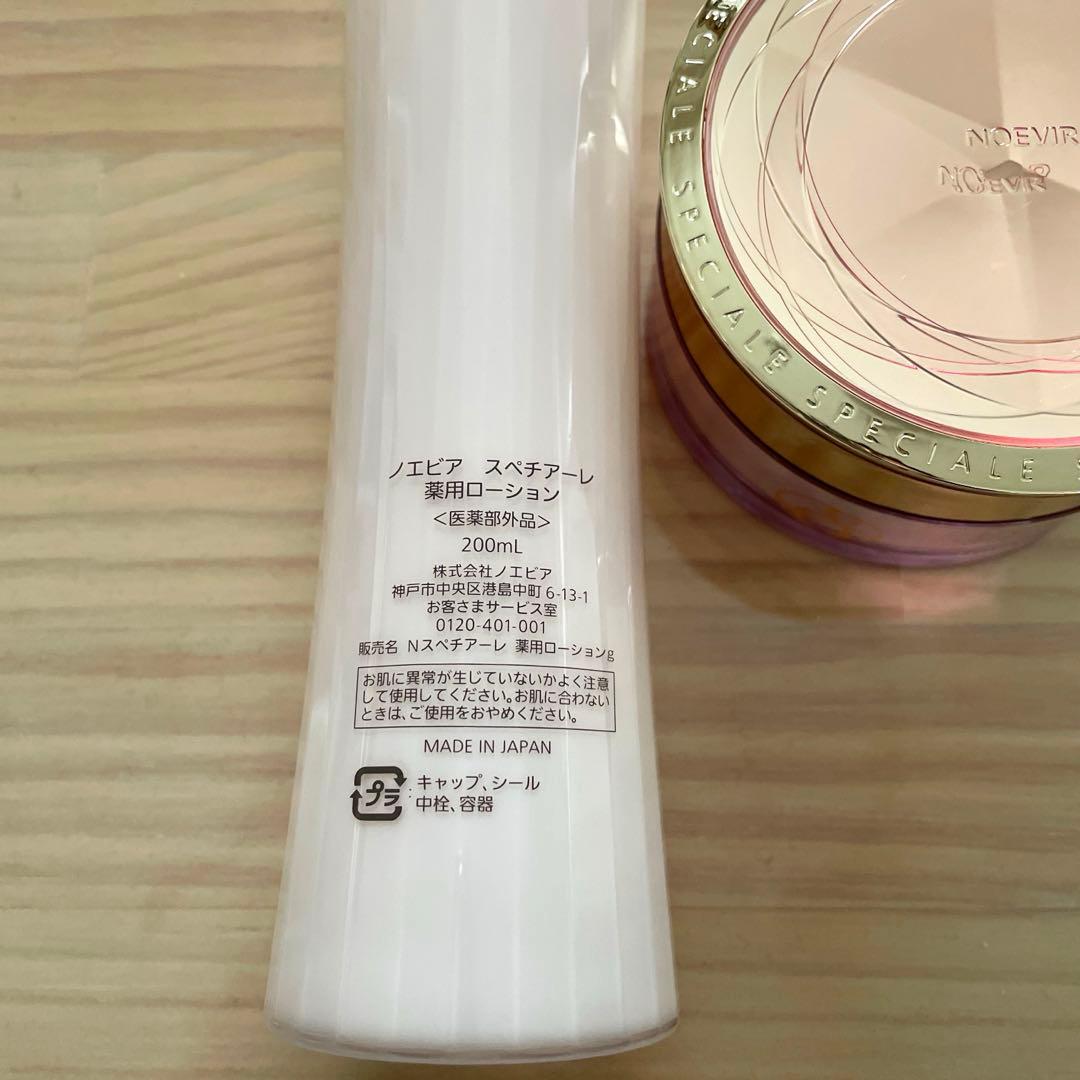 ノエビア スペチアーレ
薬用ローション
<医薬部外品>
200mL
株式会社ノエビア
神戸市中央区港島中町6-13-1
お客さまサービス室
0120-401-001
販売名 Nスペチアーレ 薬用ローションg
お肌に異常が生じていないかよく注意
して使用してください。お肌に合わない
ときは、ご使用をおやめください。
MADE IN JAPAN
プラ : キャップ、シール
中栓、容器
NOEVIR
NOEVIR
CIALE SPECIALE SPECIALE S